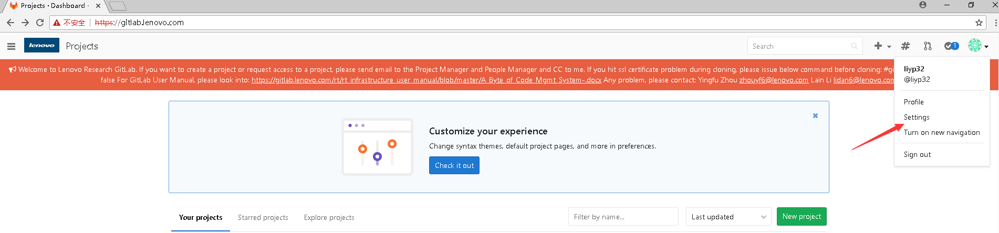 Projects · Dashboard ·
不安全 | https://gitlab.lenovo.com
lenovo Projects
Search
1
Welcome to Lenovo Research GitLab. If you want to create a project or request access to a project, please send email to the Project Manager and People Manager and CC to me. If you hit ssl certificate problem during cloning, please issue below command before cloning: #gi
false For GitLab User Manual, please look into: https://gitlab.lenovo.com/rt/rt_infrastructure_user_manual/blob/master/A_Byte_of_Code_Mgmt_System-.docx Any problem, please contact: Yingfu Zhou zhouyf6@lenovo.com Lain Li lidan6@lenovo.com
liyp32
@liyp32
Profile
Settings
Turn on new navigation
Sign out
Customize your experience
Change syntax themes, default project pages, and more in preferences.
Check it out
Your projects Starred projects Explore projects Filter by name... Last updated New project